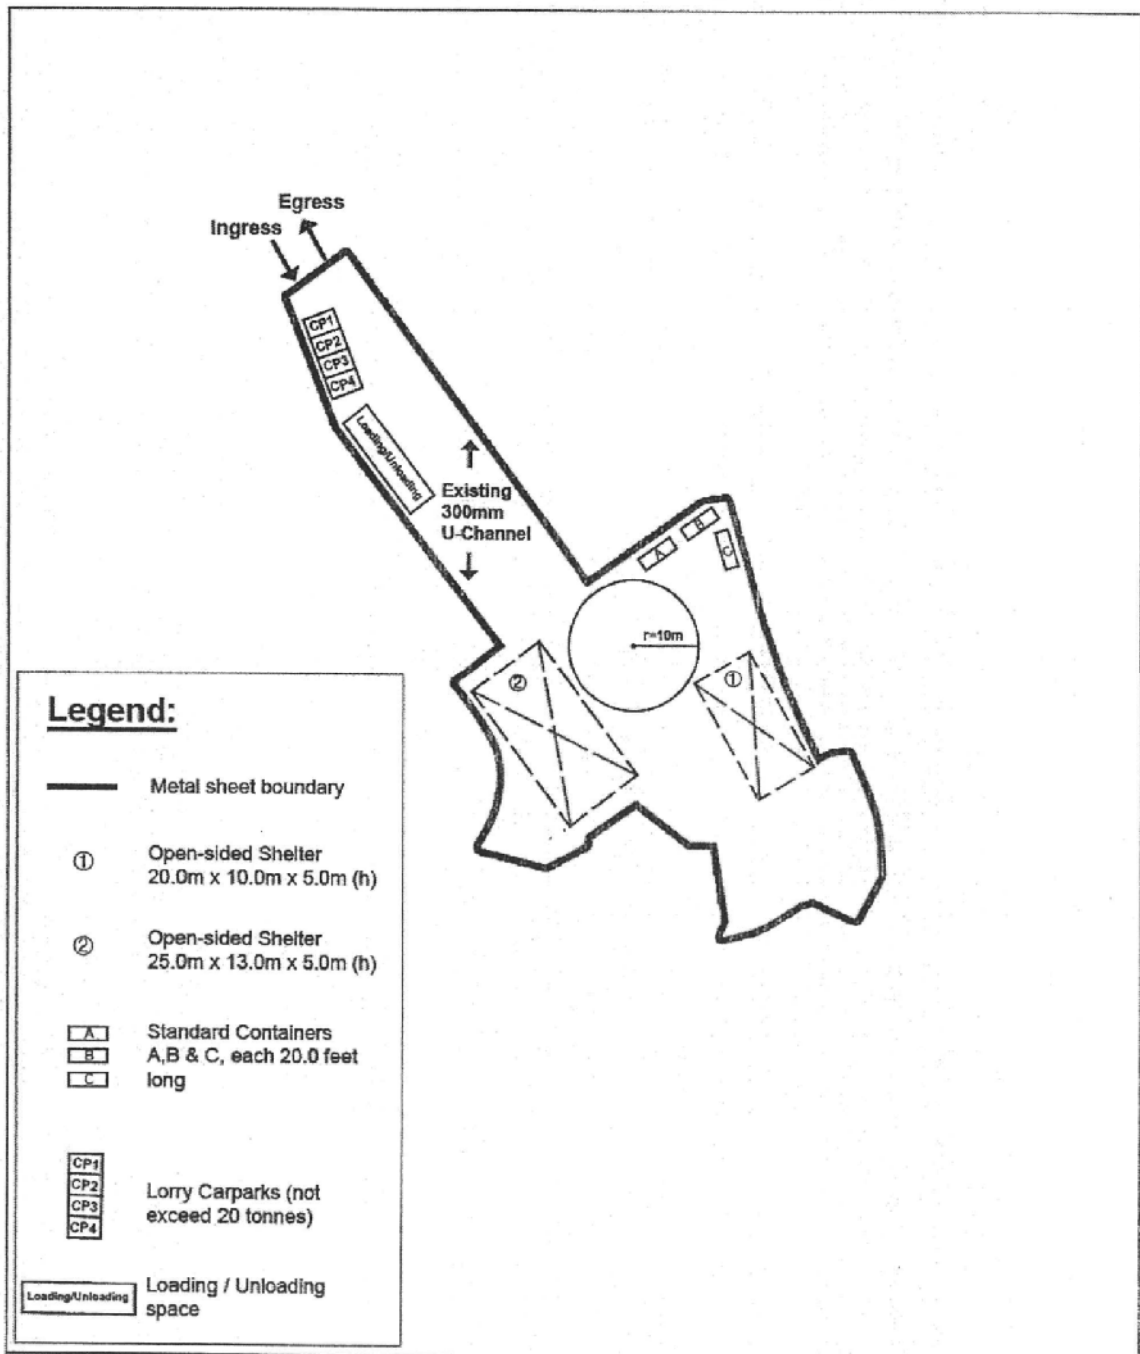 Egress
Ingress
CP1
CP2
CP3
CP4
Loading/Unloading
Existing
300mm
U-Channel
A
B
C
r=10m
②
①
Legend:
Metal sheet boundary
①
Open-sided Shelter
20.0m x 10.0m x 5.0m (h)
②
Open-sided Shelter
25.0m x 13.0m x 5.0m (h)
A
B
C
Standard Containers
A,B & C, each 20.0 feet
long
CP1
CP2
CP3
CP4
Lorry Carparks (not
exceed 20 tonnes)
Loading/Unloading
Loading / Unloading
space